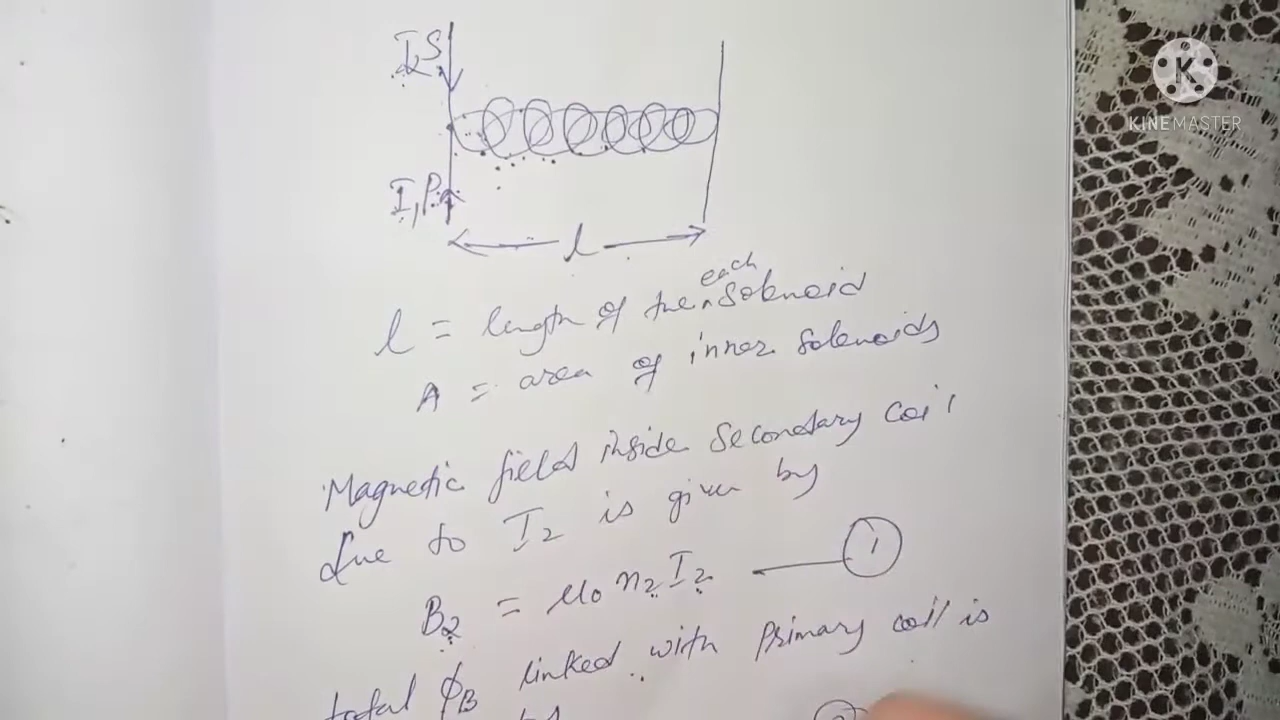 I₂S
K
KINEMASTER
I₁P
l
l = length of the each solenoid
A = area of inner solenoids
Magnetic field inside secondary coil
due to I₂ is given by
B₂ = μ₀ n₂ I₂ — 1
total ϕB linked with primary coil is